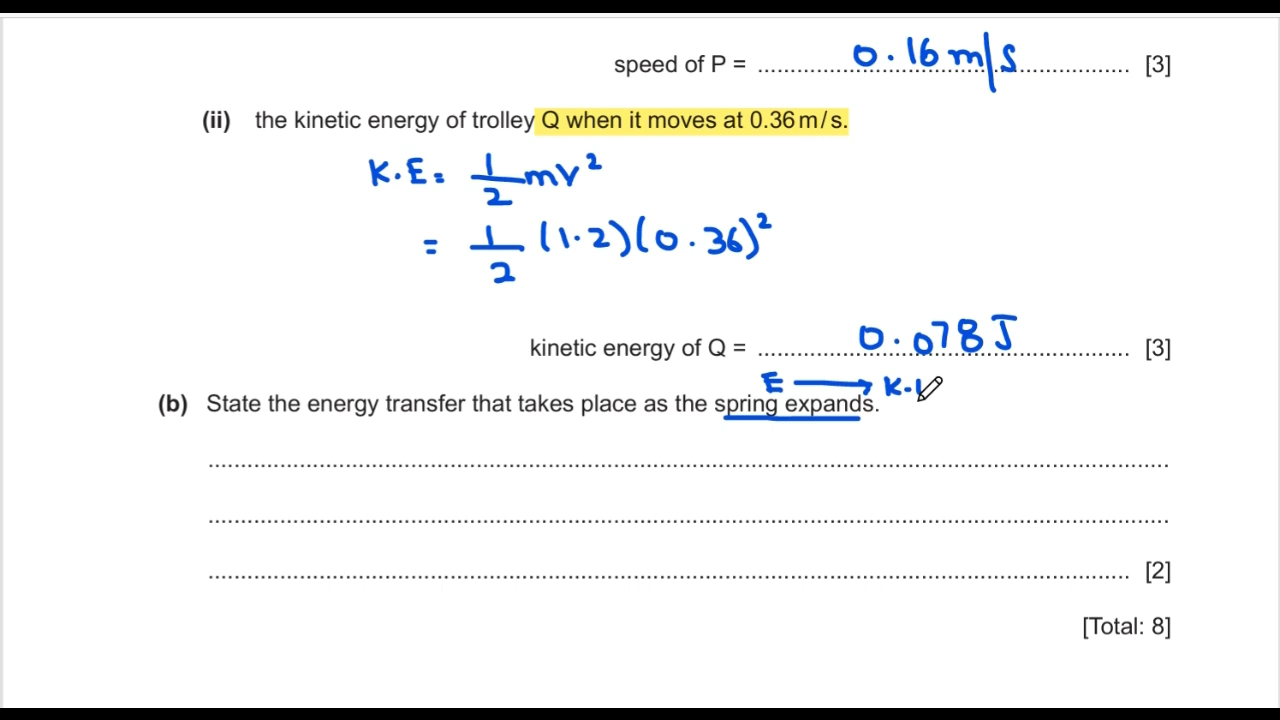 speed of P = ........ 0.16 m/s ........ [3]
(ii) the kinetic energy of trolley Q when it moves at 0.36 m / s.
K.E = 1/2 mv²
= 1/2 (1.2)(0.36)²
kinetic energy of Q = ........ 0.078 J ........ [3]
E → K.
(b) State the energy transfer that takes place as the spring expands.
[2]
[Total: 8]